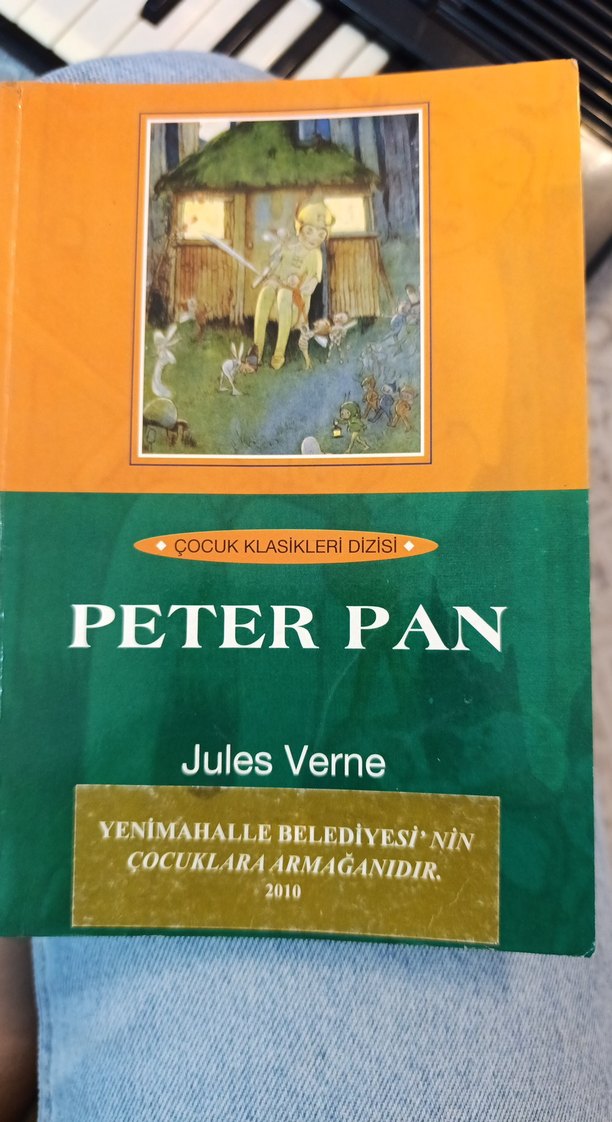 ÇOCUK KLASİKLERİ DİZİSİ
PETER PAN
Jules Verne
YENİMAHALLE BELEDİYESİ' NİN
ÇOCUKLARA ARMAĞANIDIR.
2010